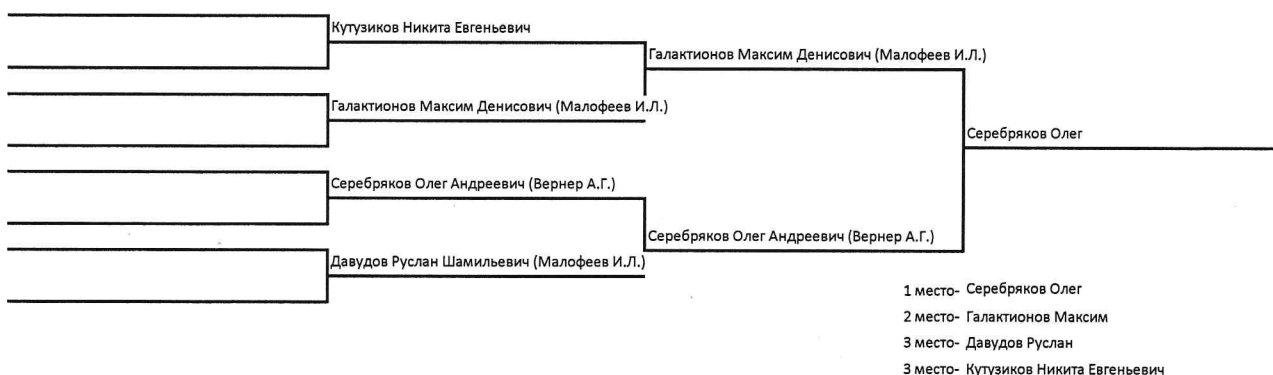 Кутузиков Никита Евгеньевич
Галактионов Максим Денисович (Малофеев И.Л.)
Галактионов Максим Денисович (Малофеев И.Л.)
Серебряков Олег
Серебряков Олег Андреевич (Вернер А.Г.)
Серебряков Олег Андреевич (Вернер А.Г.)
Давудов Руслан Шамильевич (Малофеев И.Л.)
1 место- Серебряков Олег
2 место- Галактионов Максим
3 место- Давудов Руслан
3 место- Кутузиков Никита Евгеньевич